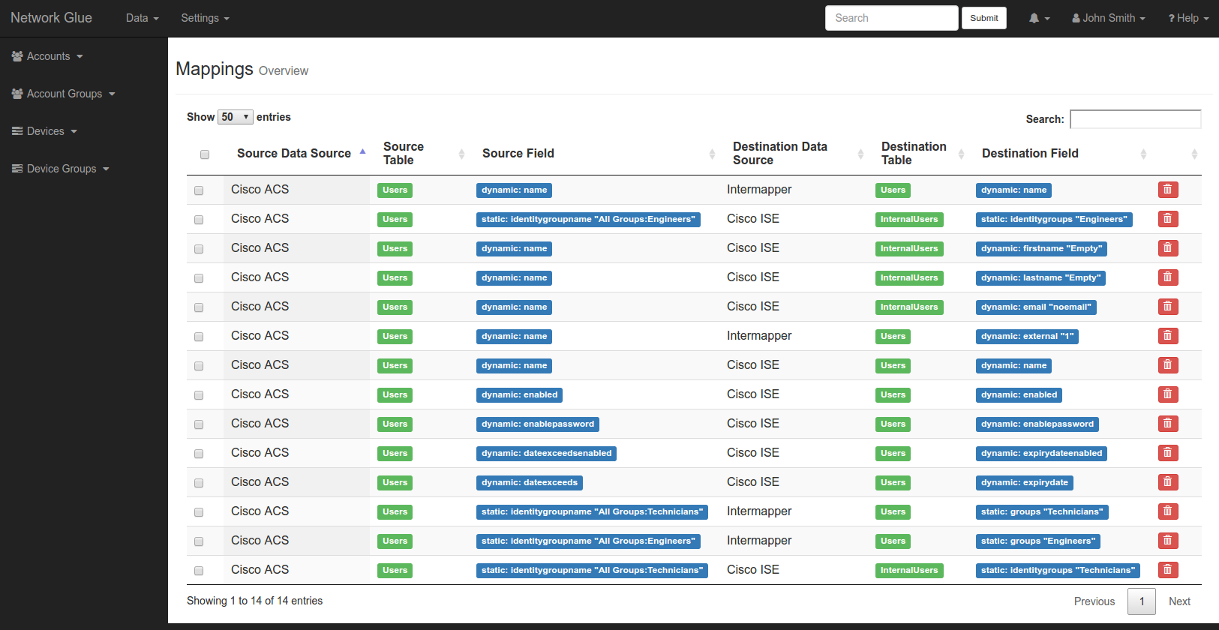 Network Glue Data Settings Search Submit John Smith ? Help
Accounts
Account Groups
Devices
Device Groups
Mappings Overview
Show 50 entries Search:
Source Data Source Source Table Source Field Destination Data Source Destination Table Destination Field
Cisco ACS Users dynamic: name Intermapper Users dynamic: name
Cisco ACS Users static: identitygroupname "All Groups:Engineers" Cisco ISE InternalUsers static: identitygroups "Engineers"
Cisco ACS Users dynamic: name Cisco ISE InternalUsers dynamic: firstname "Empty"
Cisco ACS Users dynamic: name Cisco ISE InternalUsers dynamic: lastname "Empty"
Cisco ACS Users dynamic: name Cisco ISE InternalUsers dynamic: email "noemail"
Cisco ACS Users dynamic: name Intermapper Users dynamic: external "1"
Cisco ACS Users dynamic: name Cisco ISE Users dynamic: name
Cisco ACS Users dynamic: enabled Cisco ISE Users dynamic: enabled
Cisco ACS Users dynamic: enablepassword Cisco ISE Users dynamic: enablepassword
Cisco ACS Users dynamic: dateexceedsenabled Cisco ISE Users dynamic: expirydateenabled
Cisco ACS Users dynamic: dateexceeds Cisco ISE Users dynamic: expirydate
Cisco ACS Users static: identitygroupname "All Groups:Technicians" Intermapper Users static: groups "Technicians"
Cisco ACS Users static: identitygroupname "All Groups:Engineers" Intermapper Users static: groups "Engineers"
Cisco ACS Users static: identitygroupname "All Groups:Technicians" Cisco ISE InternalUsers static: identitygroups "Technicians"
Showing 1 to 14 of 14 entries Previous 1 Next